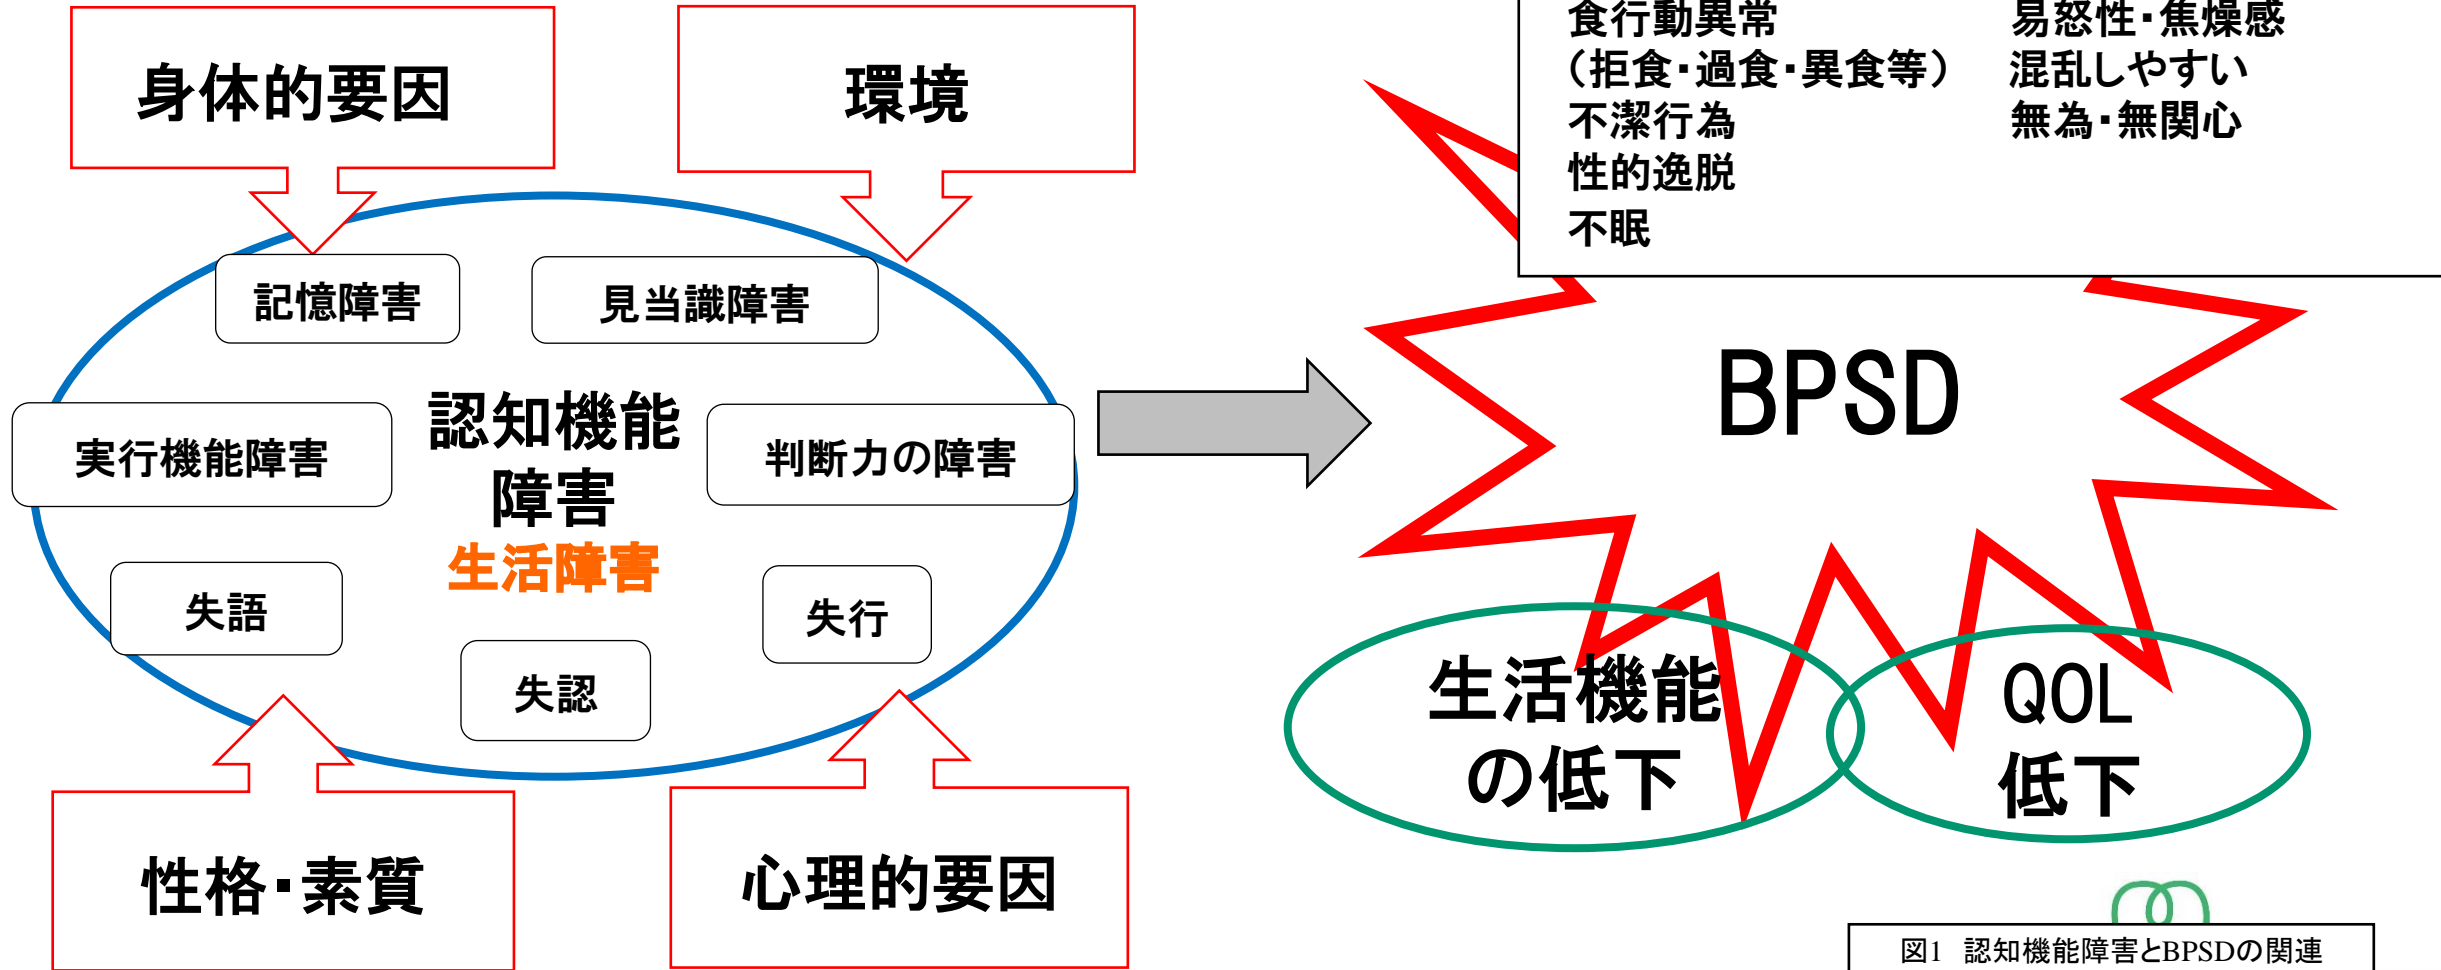 身体的要因
環境
記憶障害
見当識障害
実行機能障害
認知機能
障害
生活障害
判断力の障害
失語
失認
失行
性格・素質
心理的要因
食行動異常
(拒食・過食・異食等)
不潔行為
性的逸脱
不眠
易怒性・焦燥感
混乱しやすい
無為・無関心
BPSD
生活機能
の低下
QOL
低下
図1 認知機能障害とBPSDの関連